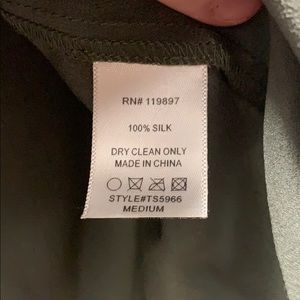 RN# 119897
100% SILK
DRY CLEAN ONLY
MADE IN CHINA
STYLE#TS5966
MEDIUM